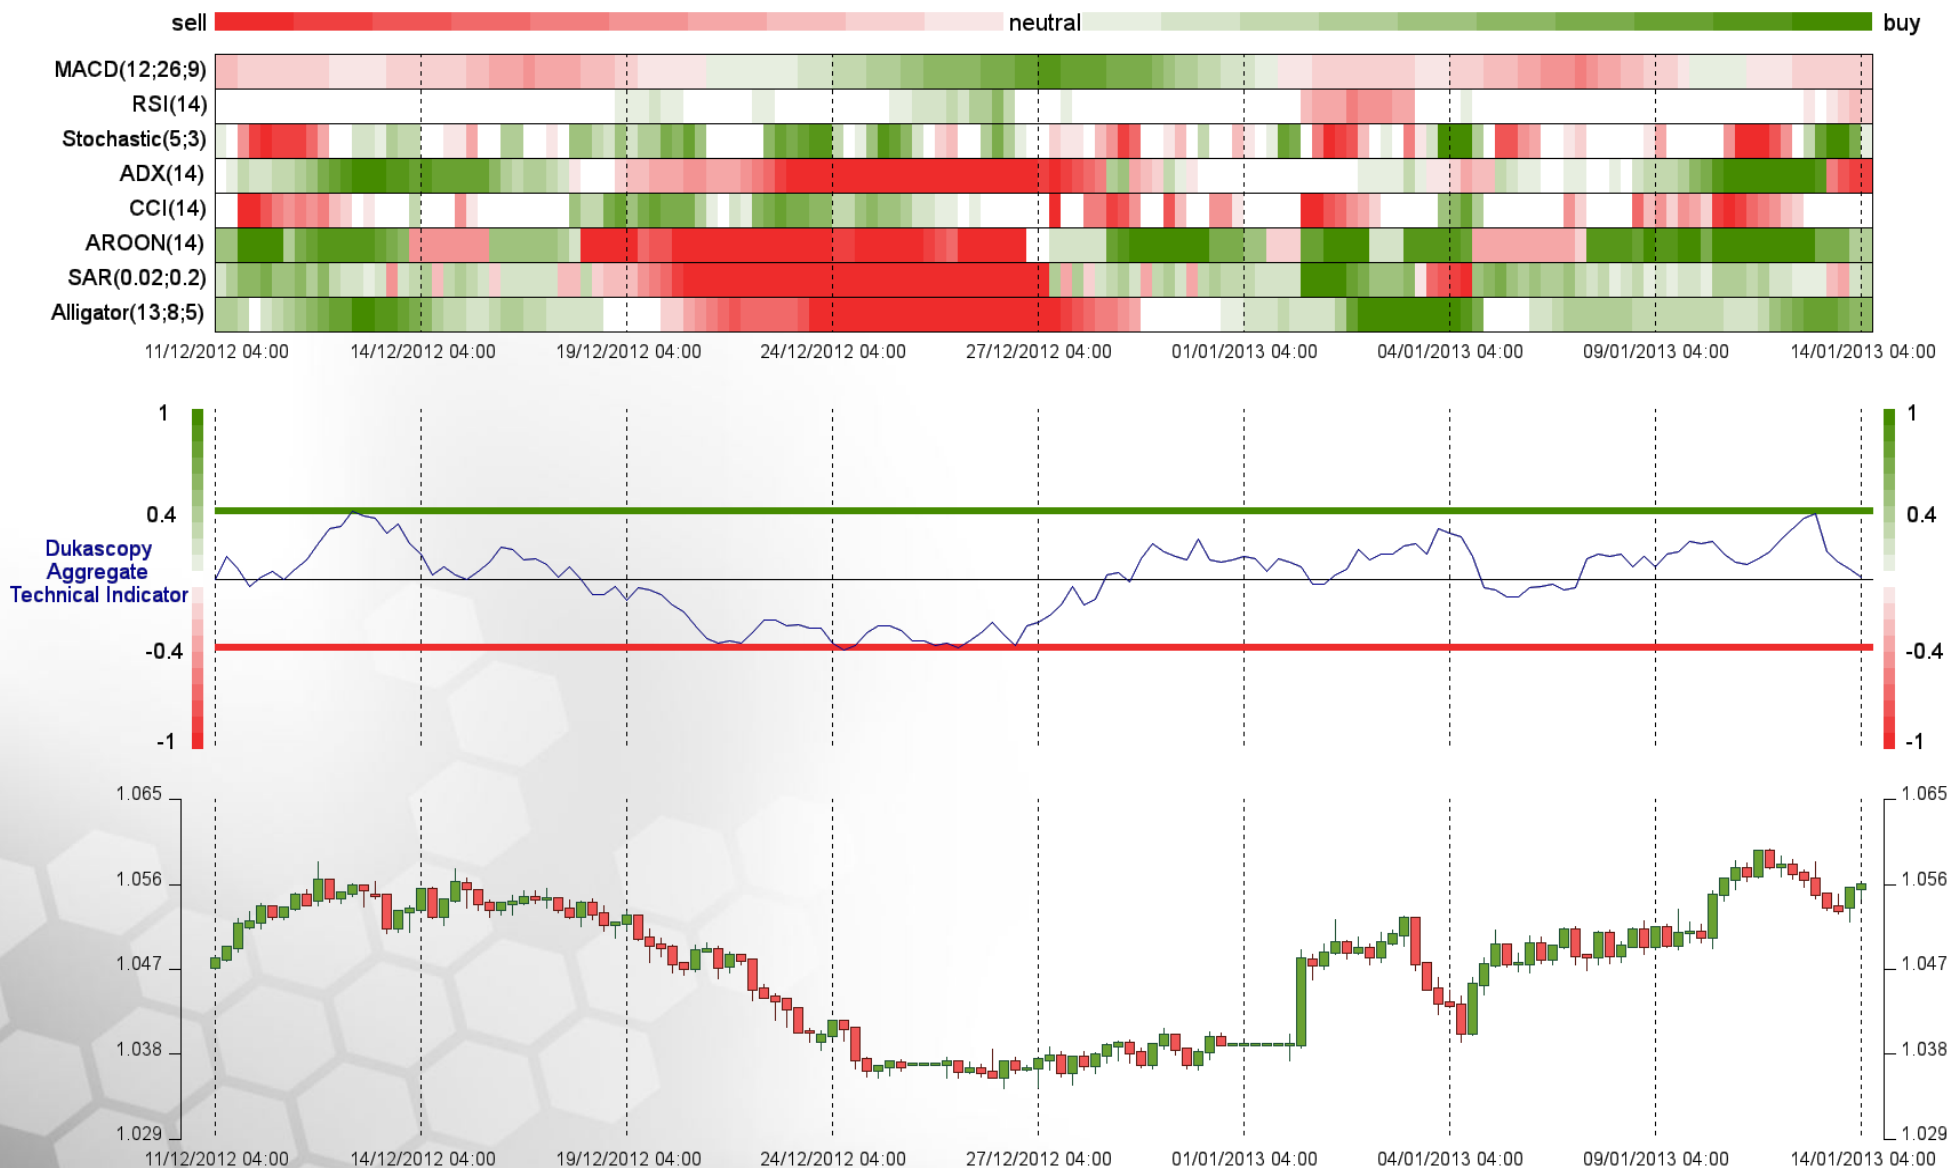 sell neutral buy
MACD(12;26;9)
RSI(14)
Stochastic(5;3)
ADX(14)
CCI(14)
AROON(14)
SAR(0.02;0.2)
Alligator(13;8;5)
11/12/2012 04:00 14/12/2012 04:00 19/12/2012 04:00 24/12/2012 04:00 27/12/2012 04:00 01/01/2013 04:00 04/01/2013 04:00 09/01/2013 04:00 14/01/2013 04:00
1 1
0.4 0.4
Dukascopy
Aggregate
Technical Indicator
-0.4 -0.4
-1 -1
1.065 1.065
1.056 1.056
1.047 1.047
1.038 1.038
1.029 1.029
11/12/2012 04:00 14/12/2012 04:00 19/12/2012 04:00 24/12/2012 04:00 27/12/2012 04:00 01/01/2013 04:00 04/01/2013 04:00 09/01/2013 04:00 14/01/2013 04:00